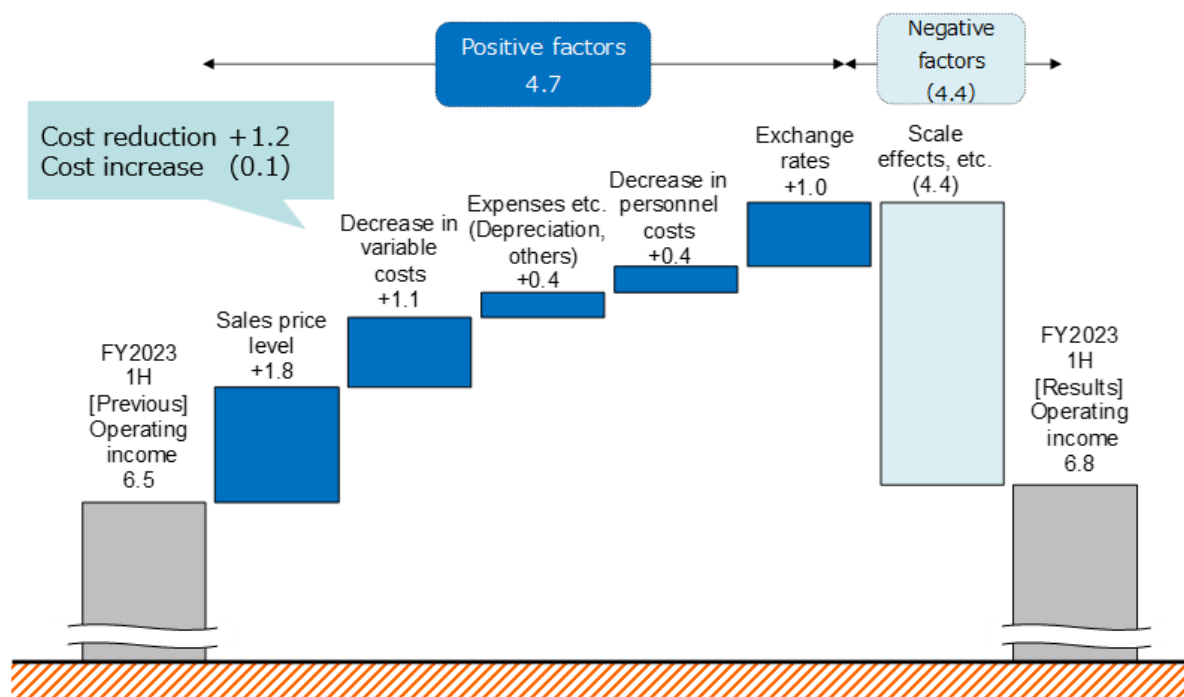 Positive factors
4.7
Negative
factors
(4.4)
Cost reduction +1.2
Cost increase (0.1)
FY2023
1H
[Previous]
Operating
income
6.5
Sales price
level
+1.8
Decrease in
variable
costs
+1.1
Expenses etc.
(Depreciation,
others)
+0.4
Decrease in
personnel
costs
+0.4
Exchange
rates
+1.0
Scale
effects, etc.
(4.4)
FY2023
1H
[Results]
Operating
income
6.8